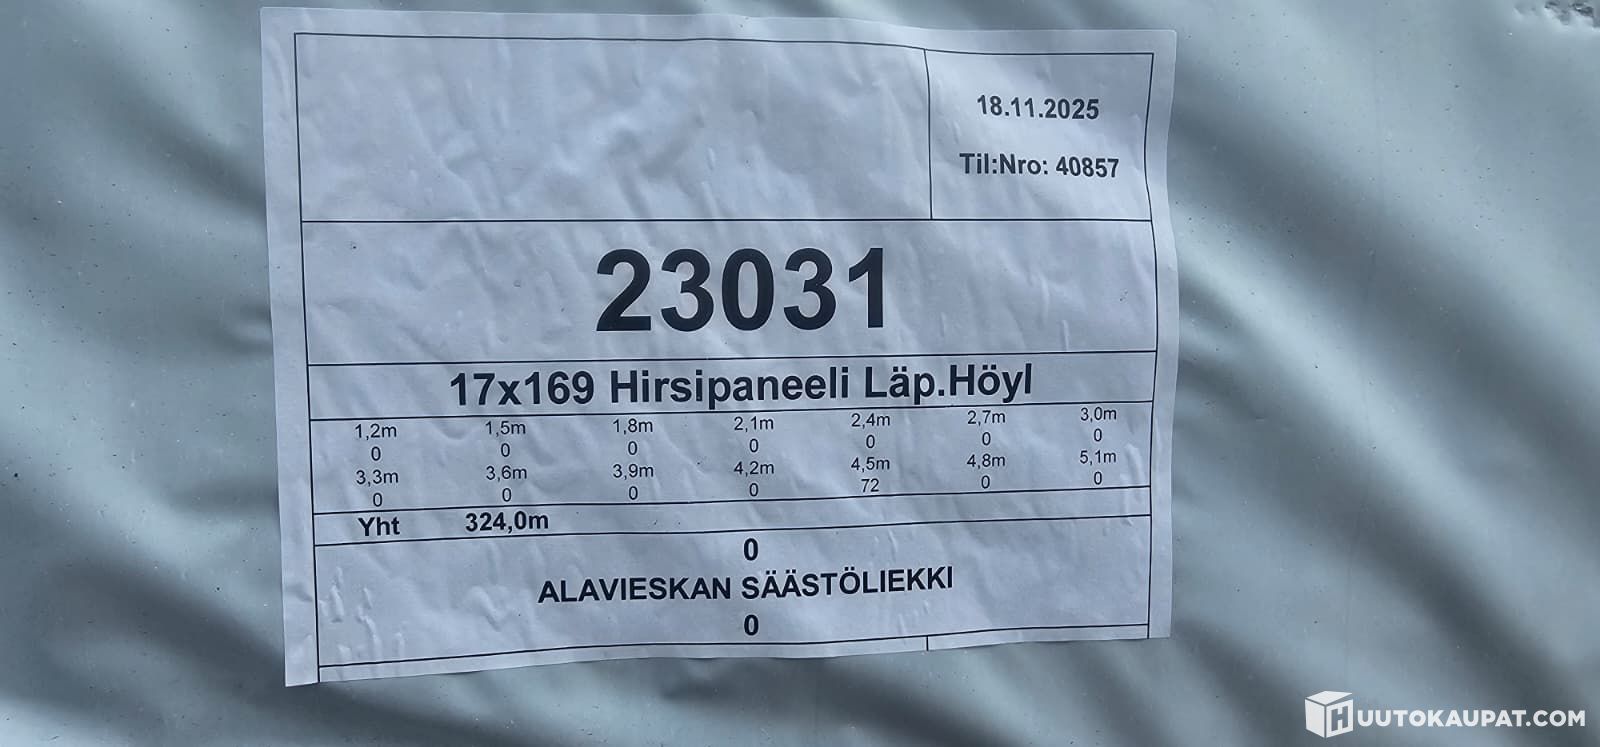 18.11.2025
Til:Nro: 40857
23031
17x169 Hirsipaneeli Läp.Höyl
1,2m 1,5m 1,8m 2,1m 2,4m 2,7m 3,0m
0 0 0 0 0 0 0
3,3m 3,6m 3,9m 4,2m 4,5m 4,8m 5,1m
0 0 0 0 72 0 0
Yht 324,0m
0
ALAVIESKAN SÄÄSTÖLIEKKI
0
HUUTOKAUPAT.COM